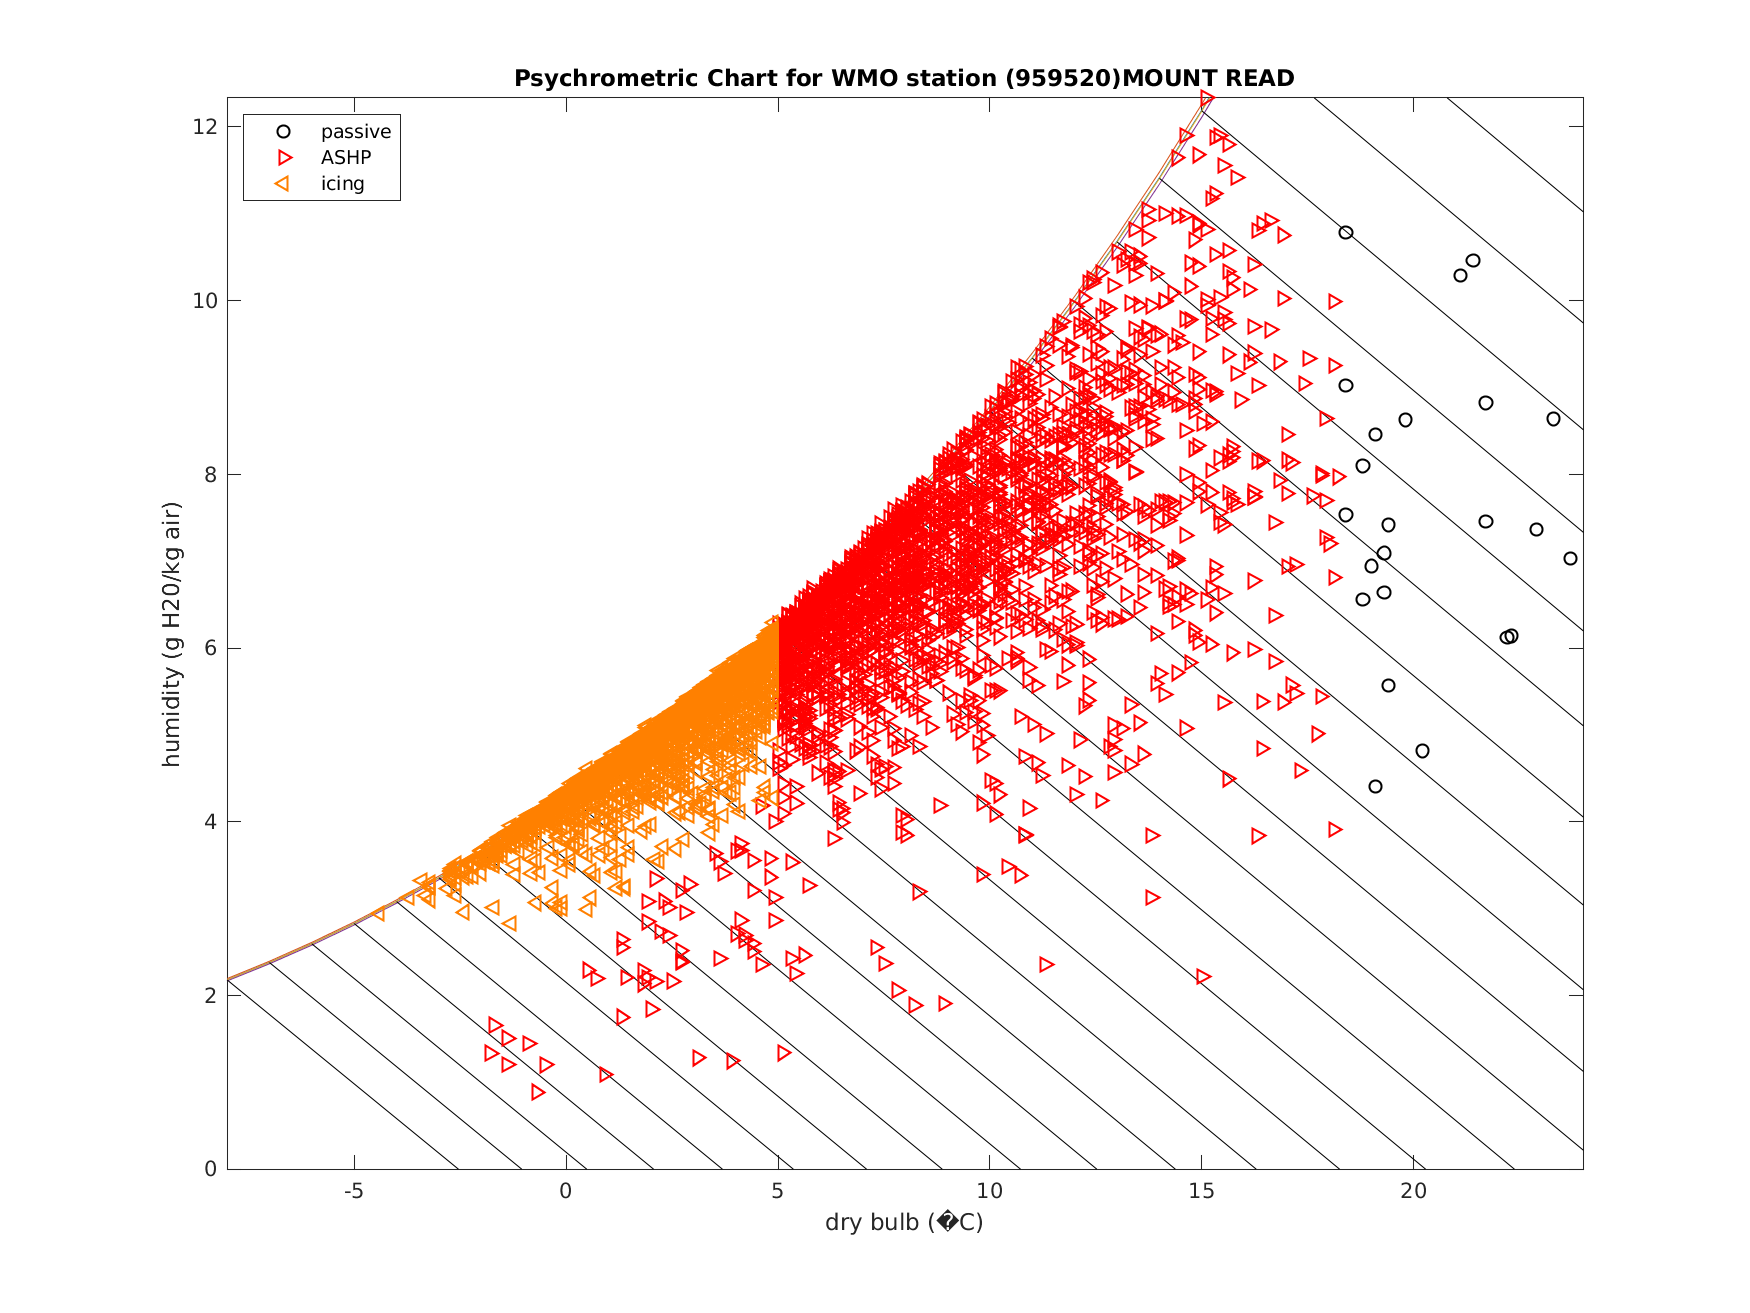 Psychrometric Chart for WMO station (959520)MOUNT READ
passive
ASHP
icing
12
10
8
6
4
2
0
humidity (g H20/kg air)
-5
0
5
10
15
20
dry bulb (�C)